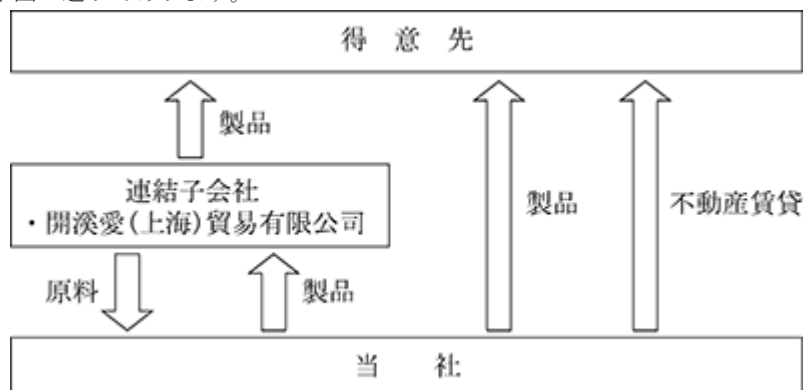 得 意 先
製品
連結子会社
・開溪愛(上海)貿易有限公司
製品
不動産賃貸
原料
製品
当 社